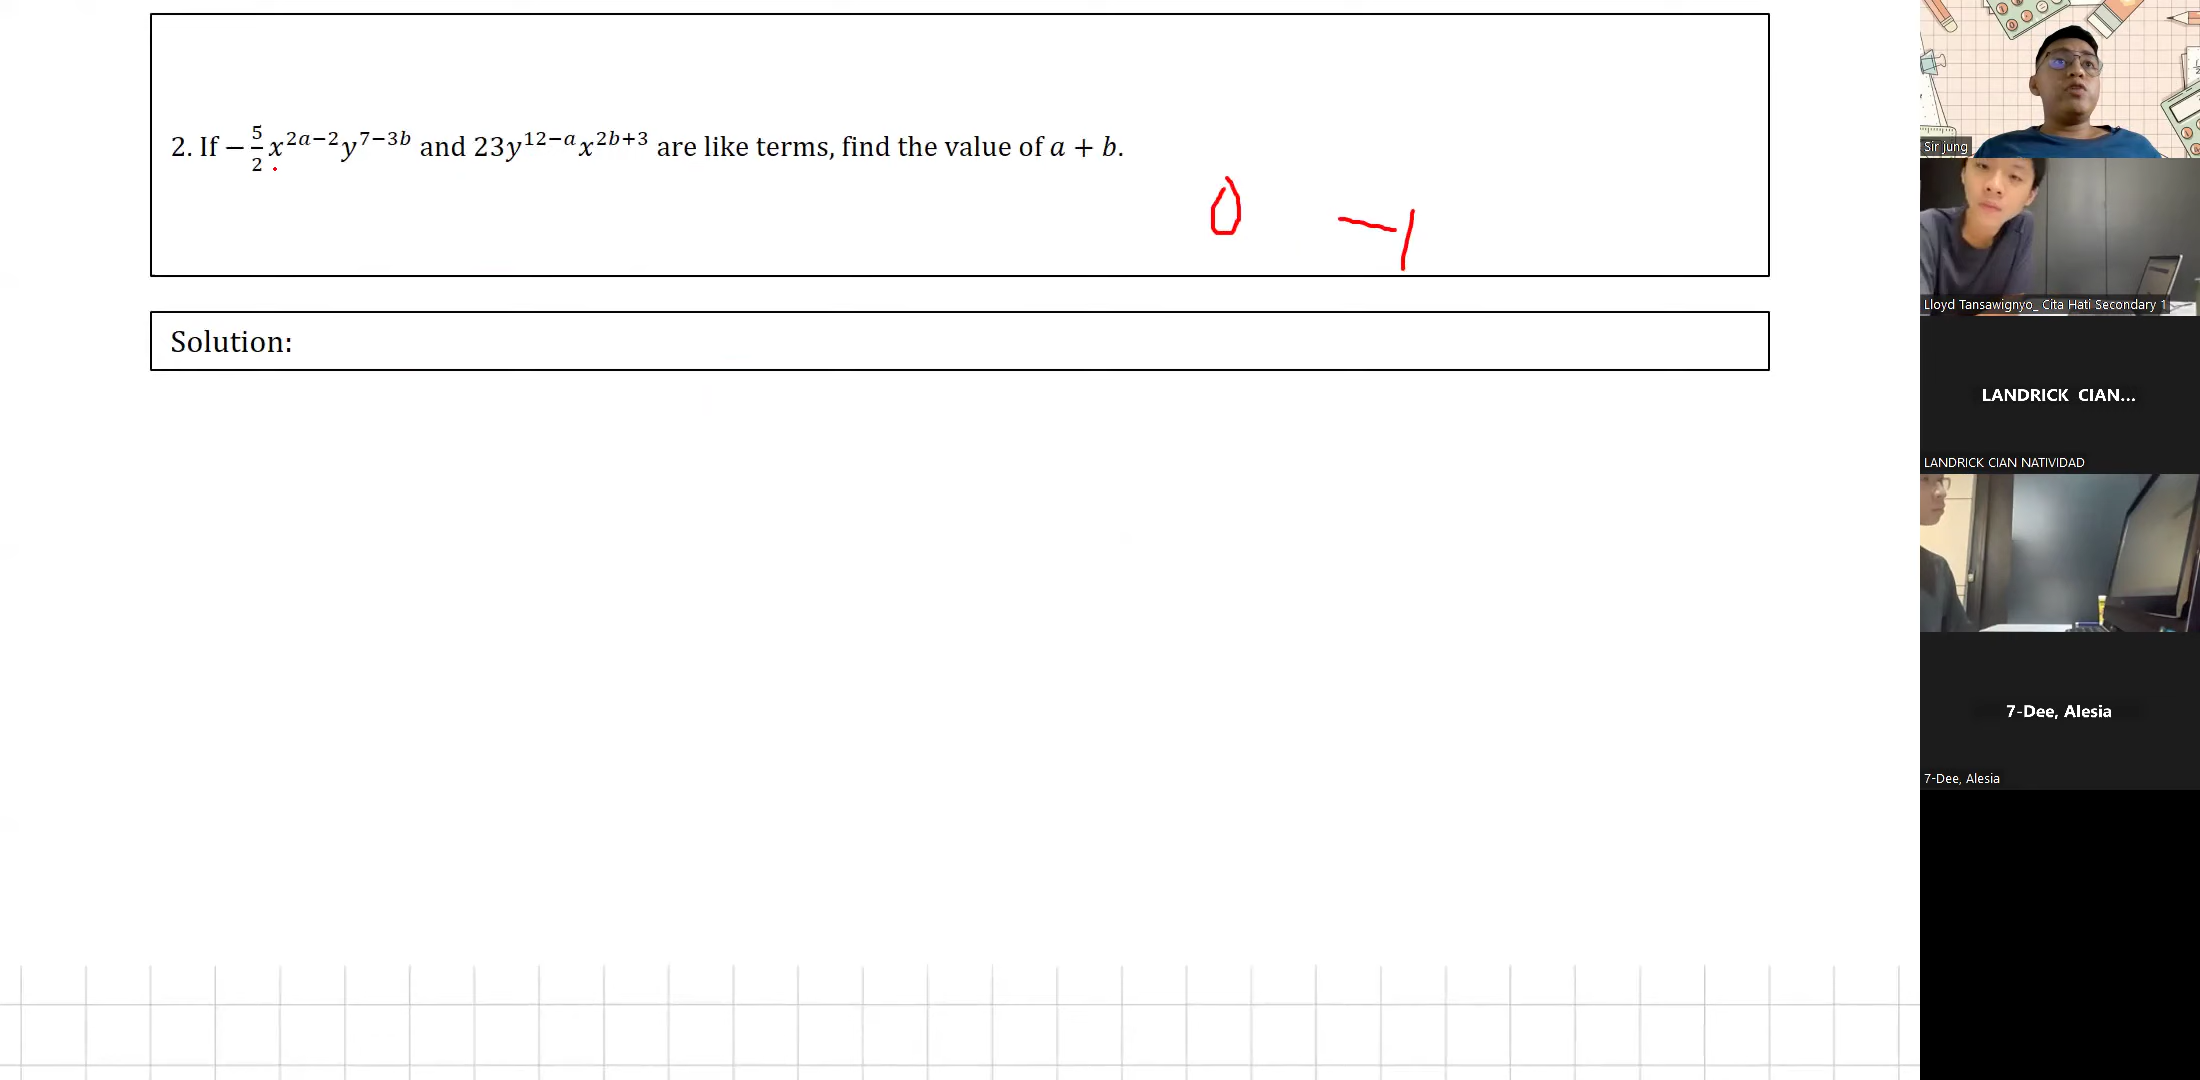 2. If −5/2 x^{2a−2}y^{7−3b} and 23y^{12−a}x^{2b+3} are like terms, find the value of a + b.
0 −1
Solution:
Sir jung
Lloyd Tansawignyo_ Cita Hati Secondary 1
LANDRICK CIAN...
LANDRICK CIAN NATIVIDAD
7-Dee, Alesia
7-Dee, Alesia